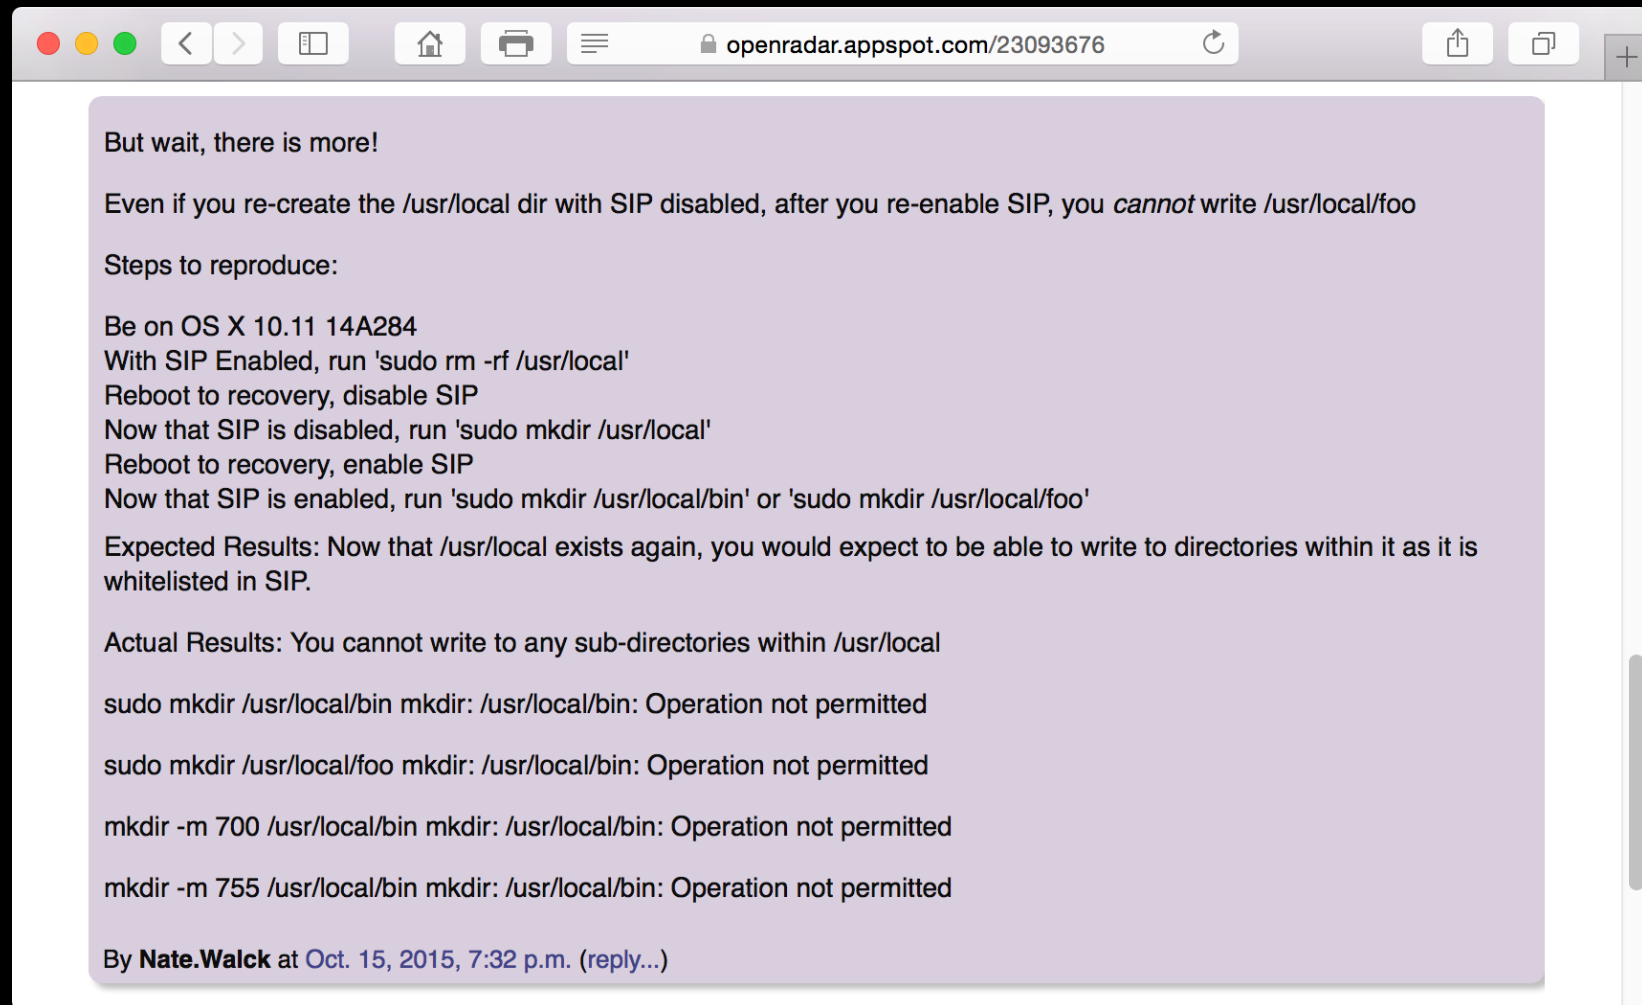 openradar.appspot.com/23093676
But wait, there is more!
Even if you re-create the /usr/local dir with SIP disabled, after you re-enable SIP, you cannot write /usr/local/foo
Steps to reproduce:
Be on OS X 10.11 14A284
With SIP Enabled, run 'sudo rm -rf /usr/local'
Reboot to recovery, disable SIP
Now that SIP is disabled, run 'sudo mkdir /usr/local'
Reboot to recovery, enable SIP
Now that SIP is enabled, run 'sudo mkdir /usr/local/bin' or 'sudo mkdir /usr/local/foo'
Expected Results: Now that /usr/local exists again, you would expect to be able to write to directories within it as it is
whitelisted in SIP.
Actual Results: You cannot write to any sub-directories within /usr/local
sudo mkdir /usr/local/bin mkdir: /usr/local/bin: Operation not permitted
sudo mkdir /usr/local/foo mkdir: /usr/local/bin: Operation not permitted
mkdir -m 700 /usr/local/bin mkdir: /usr/local/bin: Operation not permitted
mkdir -m 755 /usr/local/bin mkdir: /usr/local/bin: Operation not permitted
By Nate.Walck at Oct. 15, 2015, 7:32 p.m. (reply...)